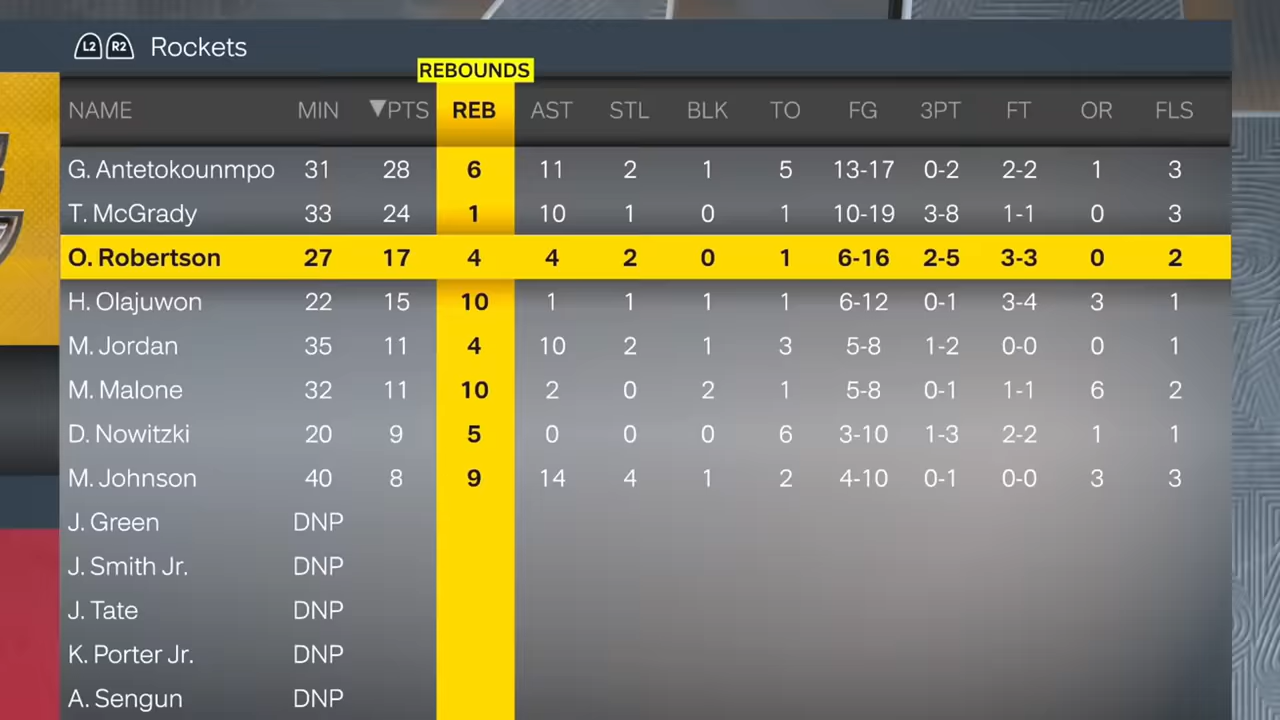 L2 R2 Rockets
REBOUNDS
NAME MIN ▼PTS REB AST STL BLK TO FG 3PT FT OR FLS
G. Antetokounmpo 31 28 6 11 2 1 5 13-17 0-2 2-2 1 3
T. McGrady 33 24 1 10 1 0 1 10-19 3-8 1-1 0 3
O. Robertson 27 17 4 4 2 0 1 6-16 2-5 3-3 0 2
H. Olajuwon 22 15 10 1 1 1 1 6-12 0-1 3-4 3 1
M. Jordan 35 11 4 10 2 1 3 5-8 1-2 0-0 0 1
M. Malone 32 11 10 2 0 2 1 5-8 0-1 1-1 6 2
D. Nowitzki 20 9 5 0 0 0 6 3-10 1-3 2-2 1 1
M. Johnson 40 8 9 14 4 1 2 4-10 0-1 0-0 3 3
J. Green DNP
J. Smith Jr. DNP
J. Tate DNP
K. Porter Jr. DNP
A. Sengun DNP